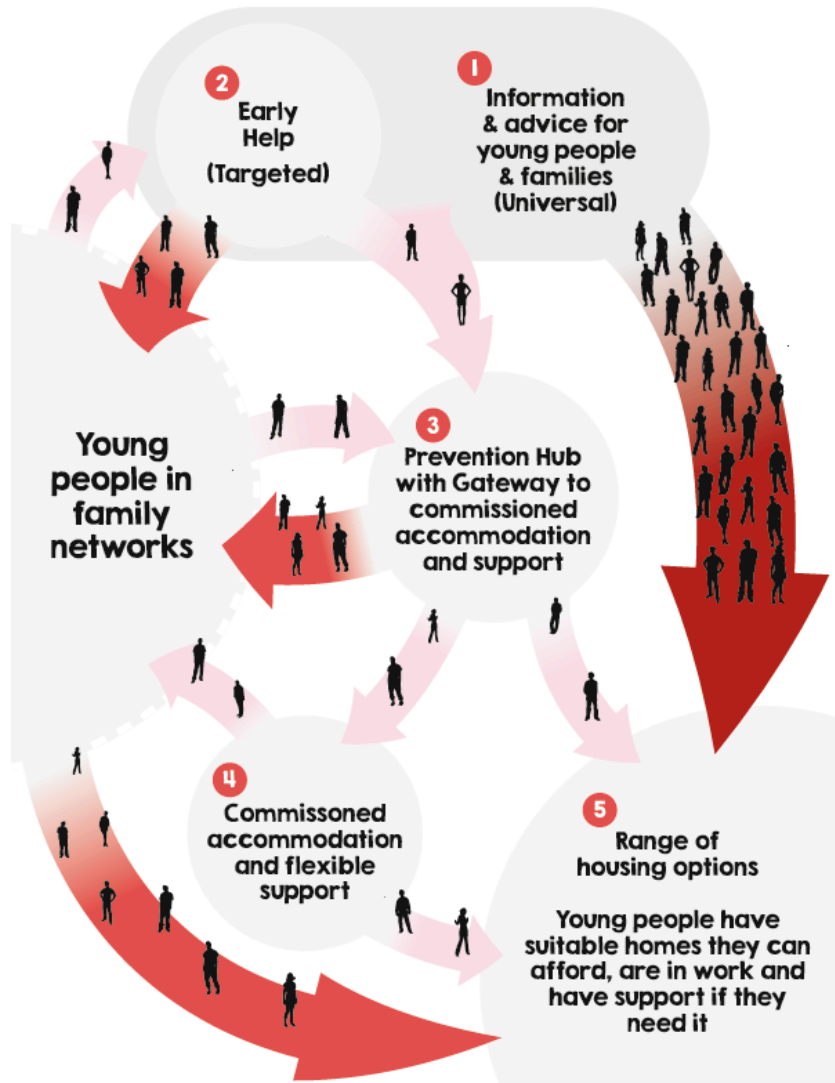 1
Information
& advice for
young people
& families
(Universal)
2
Early
Help
(Targeted)
Young
people in
family
networks
3
Prevention Hub
with Gateway to
commissioned
accommodation
and support
4
Commissoned
accommodation
and flexible
support
5
Range of
housing options
Young people have
suitable homes they can
afford, are in work and
have support if they
need it